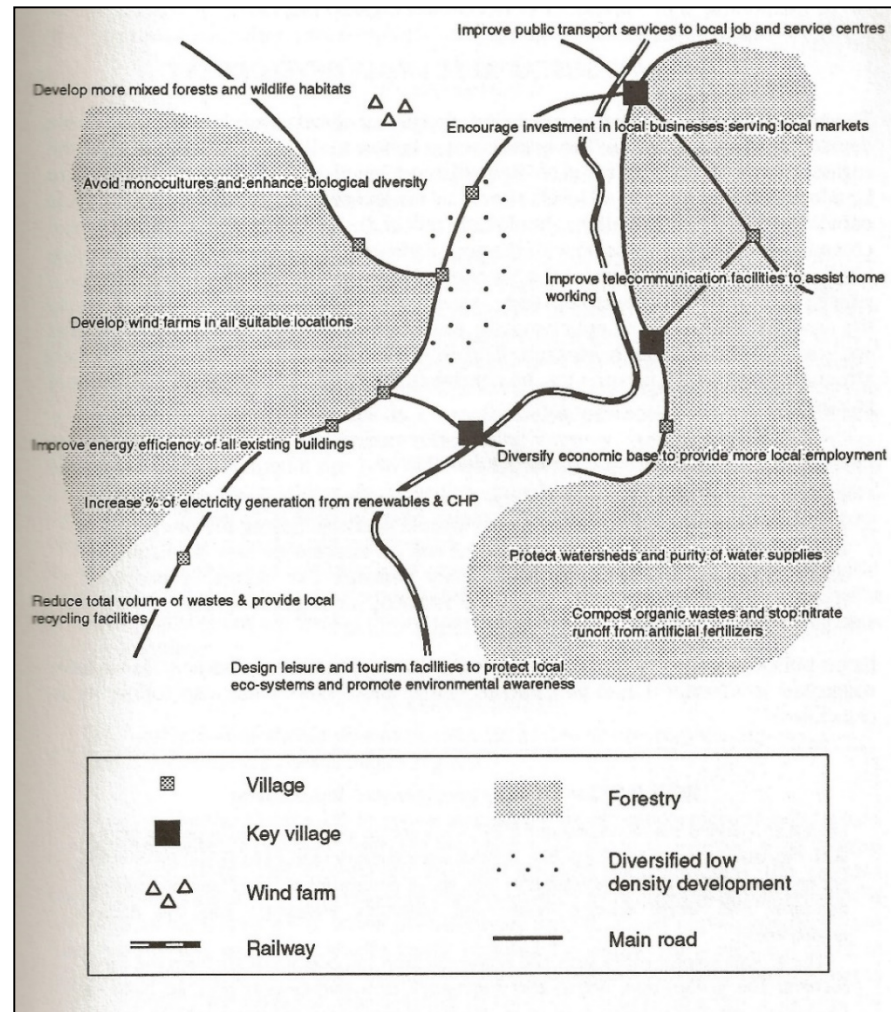 Improve public transport services to local job and service centres
Develop more mixed forests and wildlife habitats
Encourage investment in local businesses serving local markets
Avoid monocultures and enhance biological diversity
Improve telecommunication facilities to assist home
working
Develop wind farms in all suitable locations
Improve energy efficiency of all existing buildings
Diversify economic base to provide more local employment
Increase % of electricity generation from renewables & CHP
Protect watersheds and purity of water supplies
Reduce total volume of wastes & provide local
recycling facilities
Compost organic wastes and stop nitrate
runoff from artificial fertilizers
Design leisure and tourism facilities to protect local
eco-systems and promote environmental awareness
Village
Key village
Wind farm
Railway
Forestry
Diversified low
density development
Main road